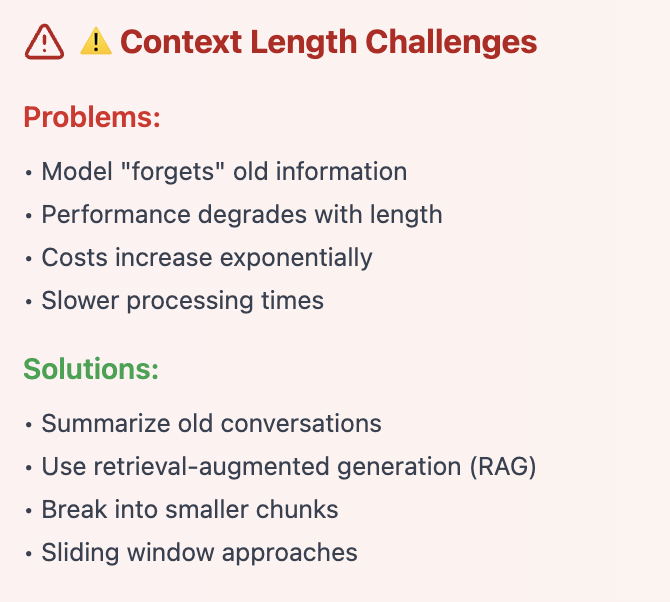 ⚠️ Context Length Challenges
Problems:
• Model "forgets" old information
• Performance degrades with length
• Costs increase exponentially
• Slower processing times
Solutions:
• Summarize old conversations
• Use retrieval-augmented generation (RAG)
• Break into smaller chunks
• Sliding window approaches